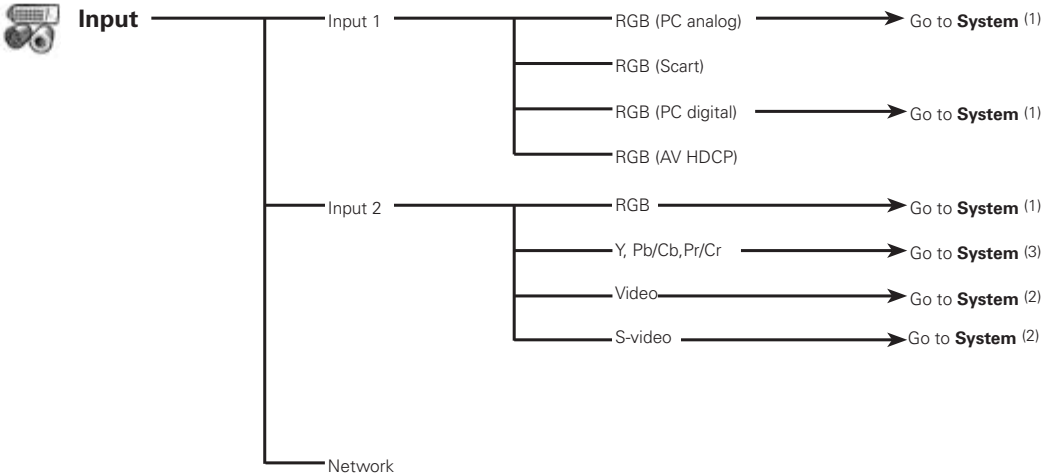 Input
Input 1
RGB (PC analog)
Go to System (1)
RGB (Scart)
RGB (PC digital)
Go to System (1)
RGB (AV HDCP)
Input 2
RGB
Go to System (1)
Y, Pb/Cb,Pr/Cr
Go to System (3)
Video
Go to System (2)
S-video
Go to System (2)
Network